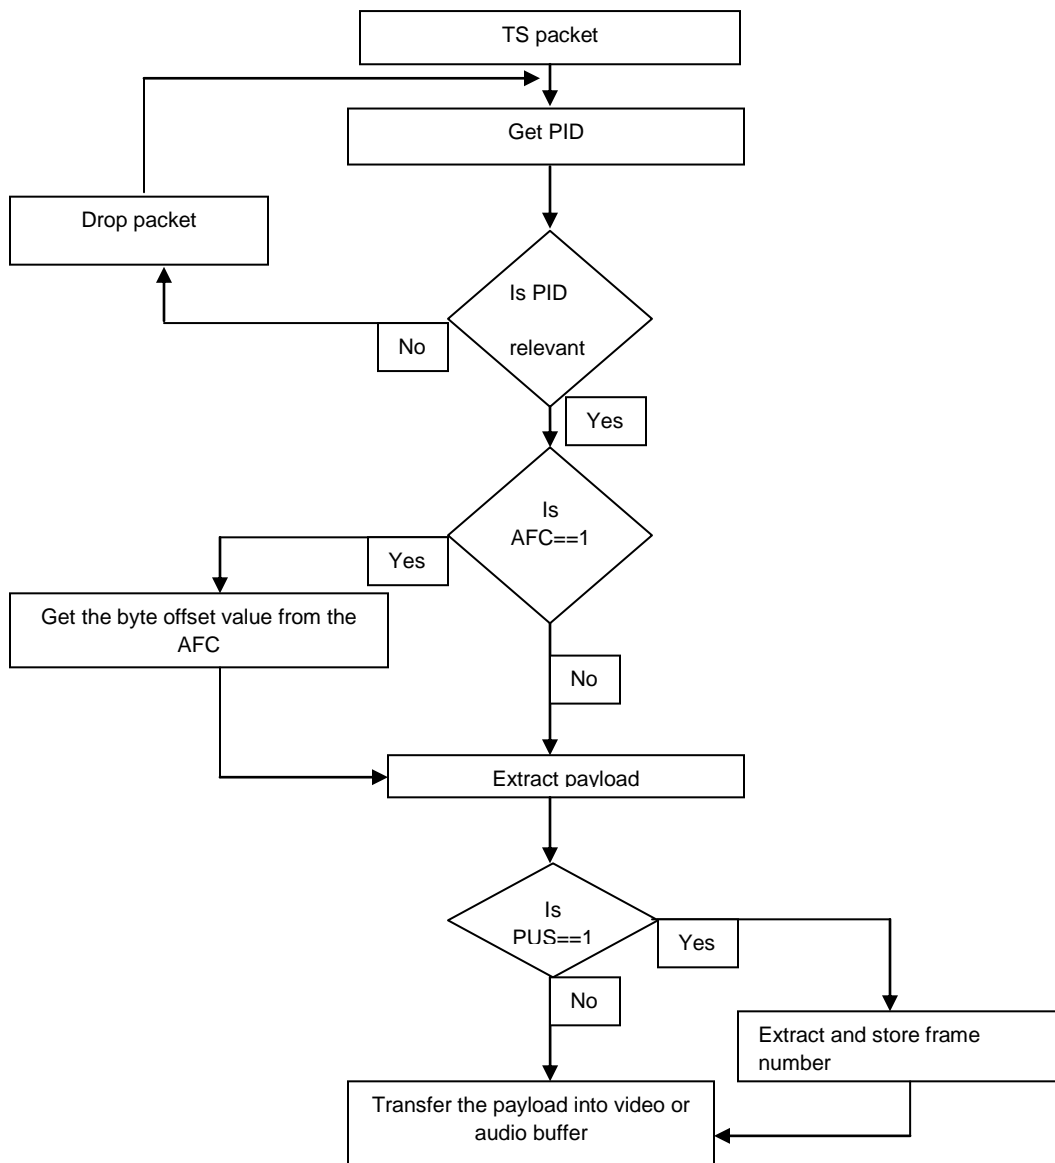 TS packet
Get PID
Drop packet
Is PID
relevant
No
Yes
Is
AFC==1
Yes
Get the byte offset value from the
AFC
No
Extract payload
Is
PUS==1
Yes
No
Extract and store frame
number
Transfer the payload into video or
audio buffer